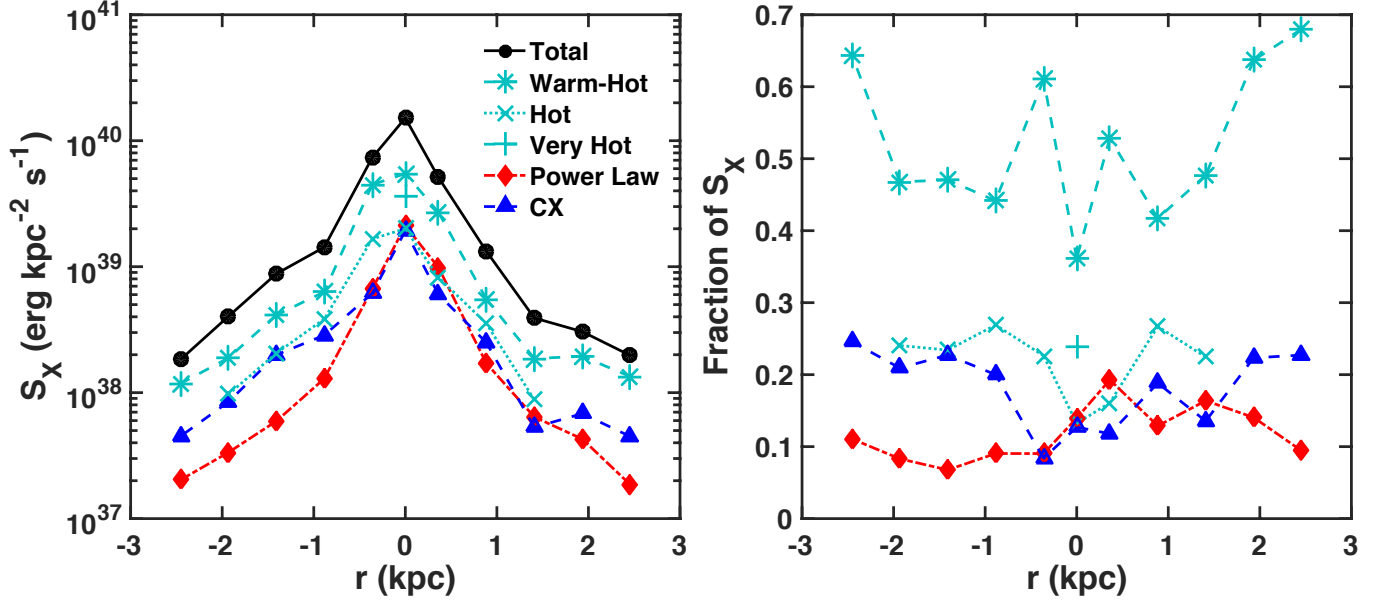 10^41
10^40
10^39
10^38
10^37
S_X (erg kpc^-2 s^-1)
Total
Warm-Hot
Hot
Very Hot
Power Law
CX
-3 -2 -1 0 1 2 3
r (kpc)
0.7
0.6
0.5
0.4
0.3
0.2
0.1
0
Fraction of S_X
-3 -2 -1 0 1 2 3
r (kpc)